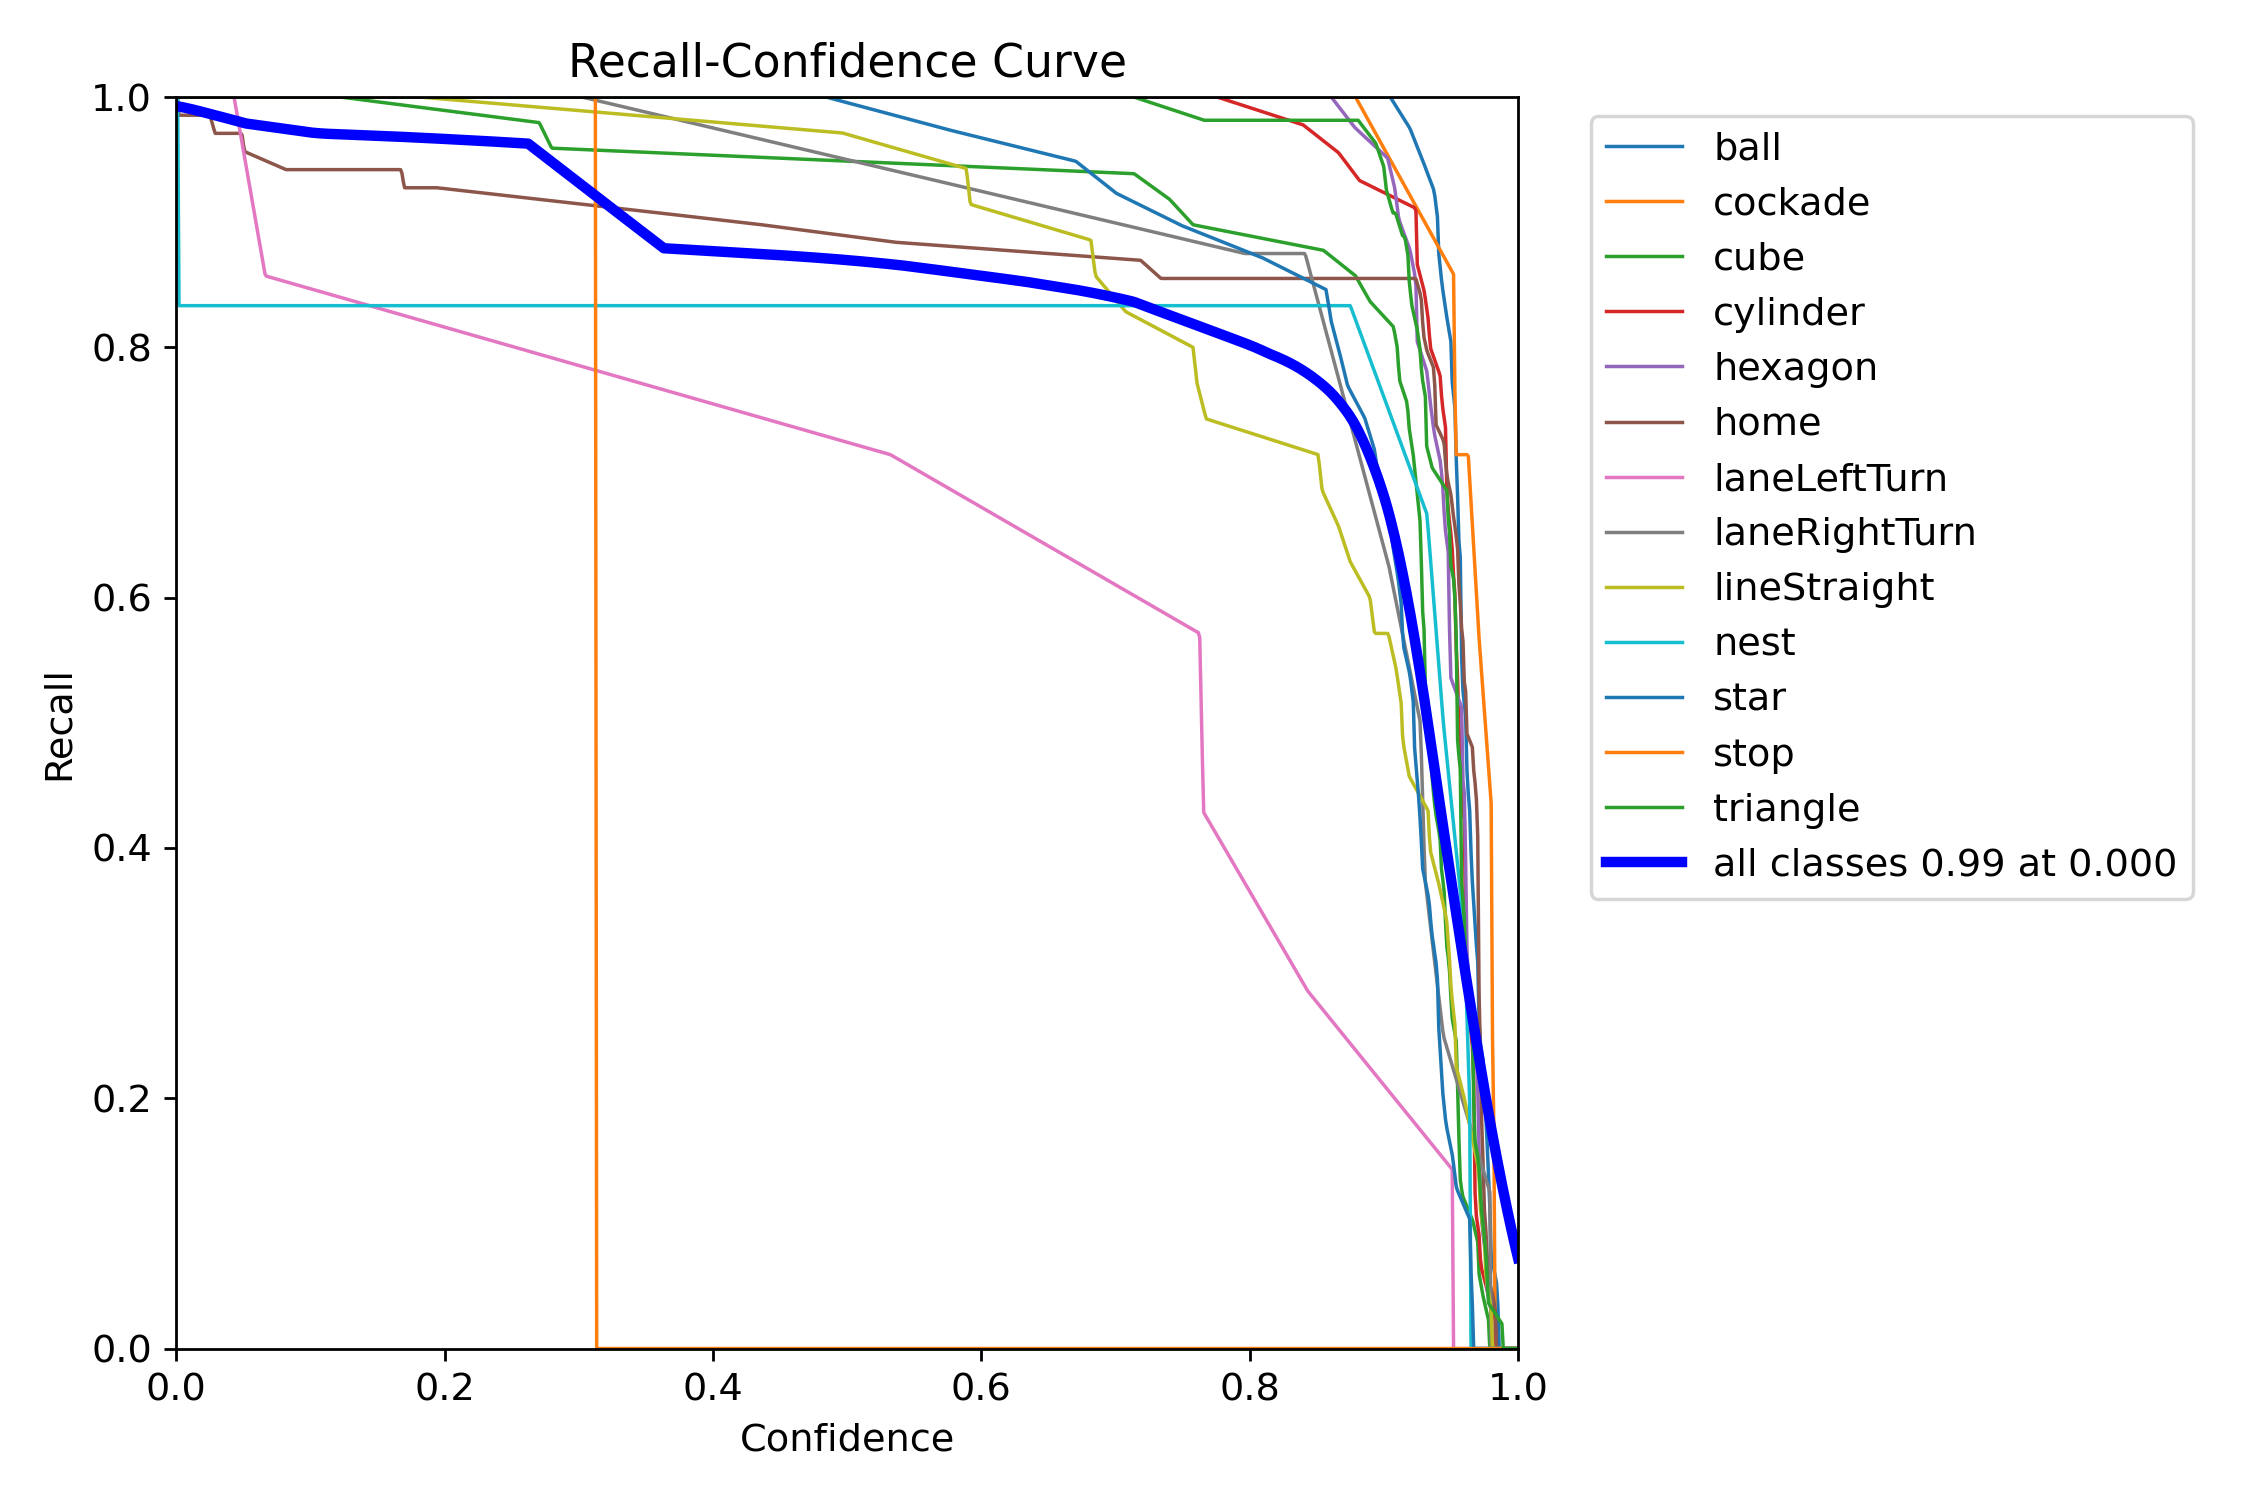 Recall-Confidence Curve
1.0
0.8
0.6
0.4
0.2
0.0
Recall
0.0 0.2 0.4 0.6 0.8 1.0
Confidence
ball
cockade
cube
cylinder
hexagon
home
laneLeftTurn
laneRightTurn
lineStraight
nest
star
stop
triangle
all classes 0.99 at 0.000